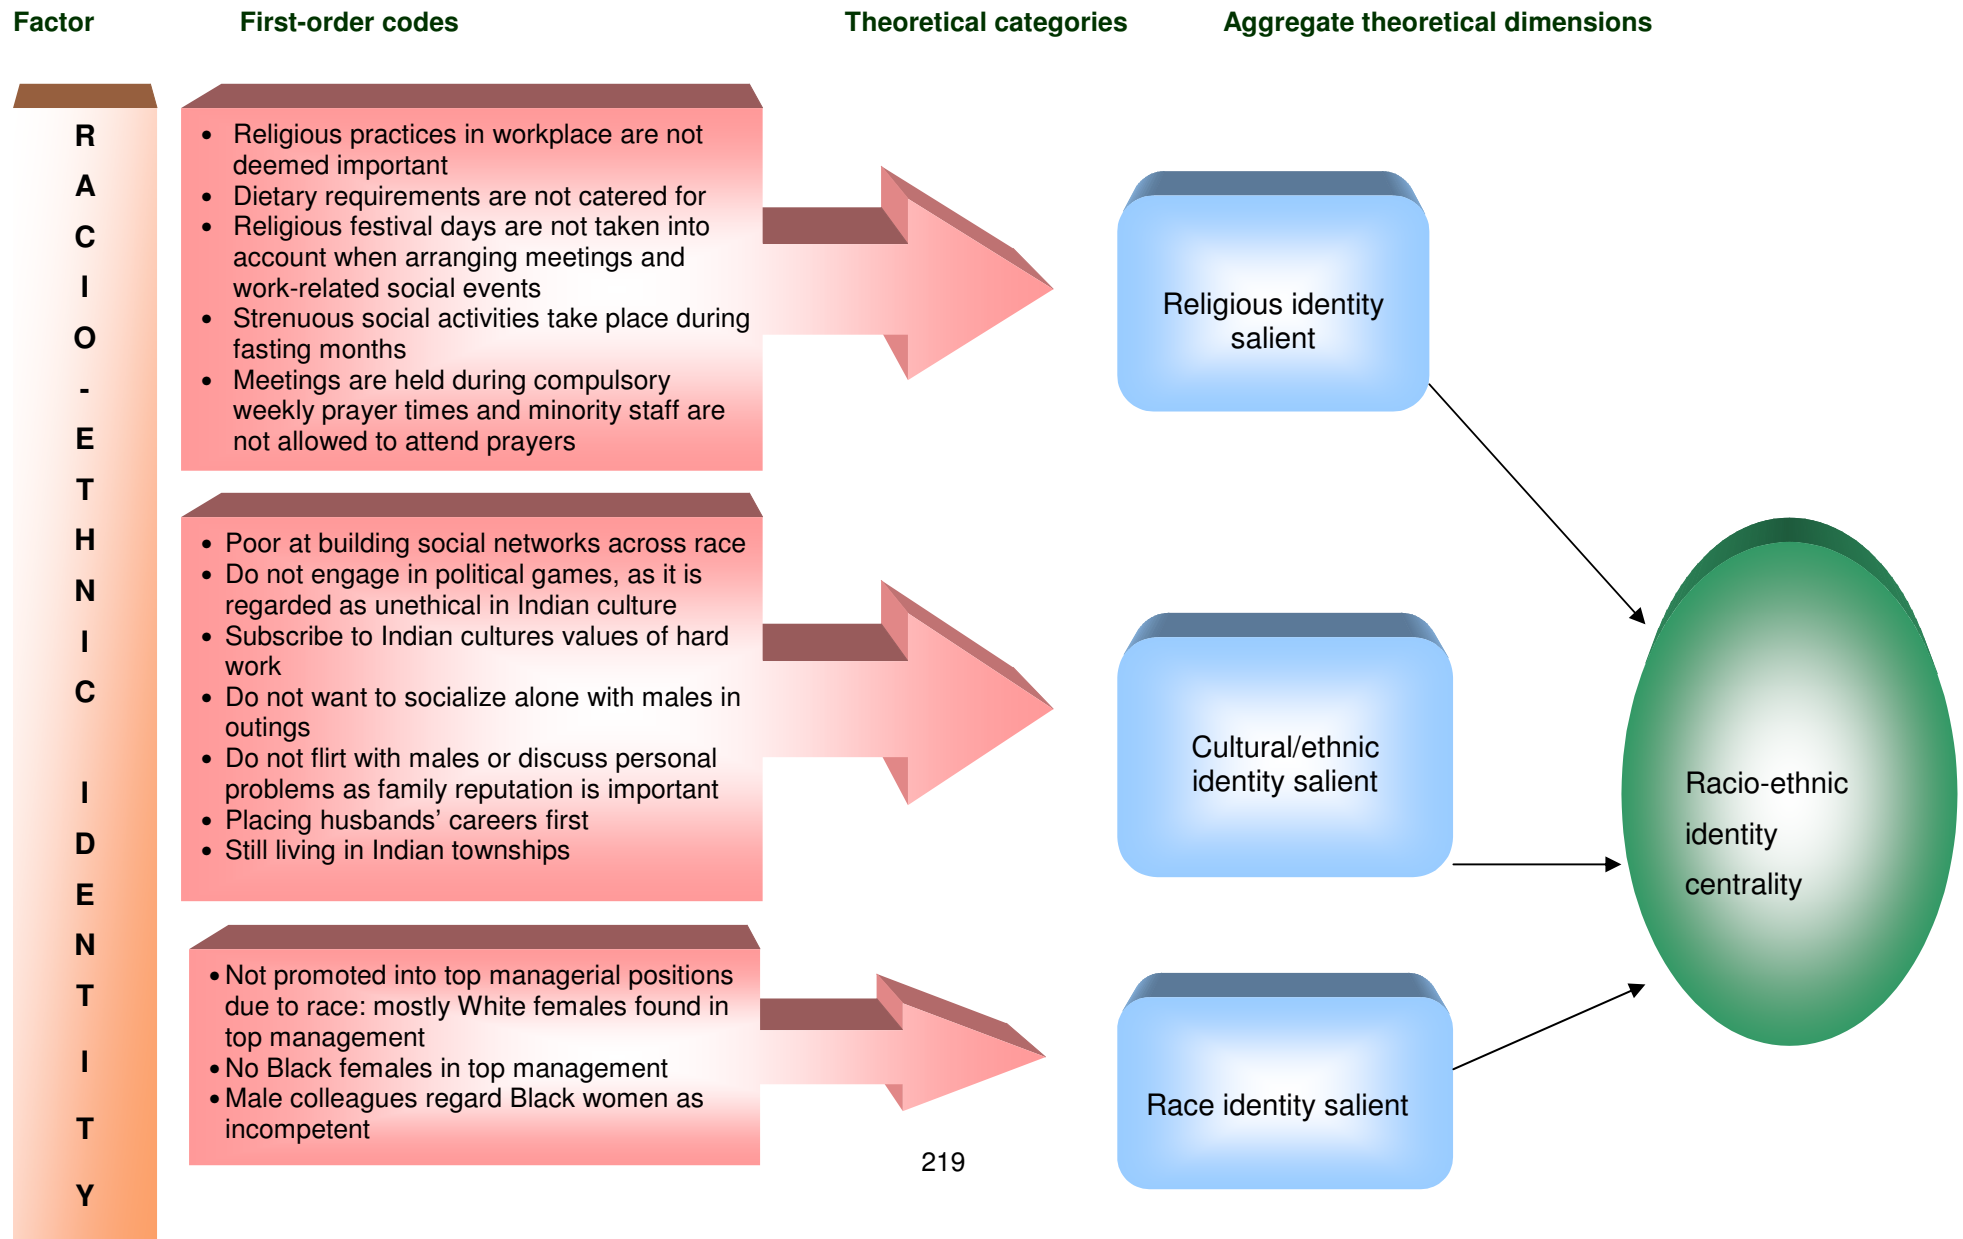 Factor
First-order codes
Theoretical categories
Aggregate theoretical dimensions
R
A
C
I
O
-
E
T
H
N
I
C
I
D
E
N
T
I
T
Y
• Religious practices in workplace are not
deemed important
• Dietary requirements are not catered for
• Religious festival days are not taken into
account when arranging meetings and
work-related social events
• Strenuous social activities take place during
fasting months
• Meetings are held during compulsory
weekly prayer times and minority staff are
not allowed to attend prayers
Religious identity
salient
• Poor at building social networks across race
• Do not engage in political games, as it is
regarded as unethical in Indian culture
• Subscribe to Indian cultures values of hard
work
• Do not want to socialize alone with males in
outings
• Do not flirt with males or discuss personal
problems as family reputation is important
• Placing husbands’ careers first
• Still living in Indian townships
Cultural/ethnic
identity salient
• Not promoted into top managerial positions
due to race: mostly White females found in
top management
• No Black females in top management
• Male colleagues regard Black women as
incompetent
Race identity salient
Racio-ethnic
identity
centrality
219